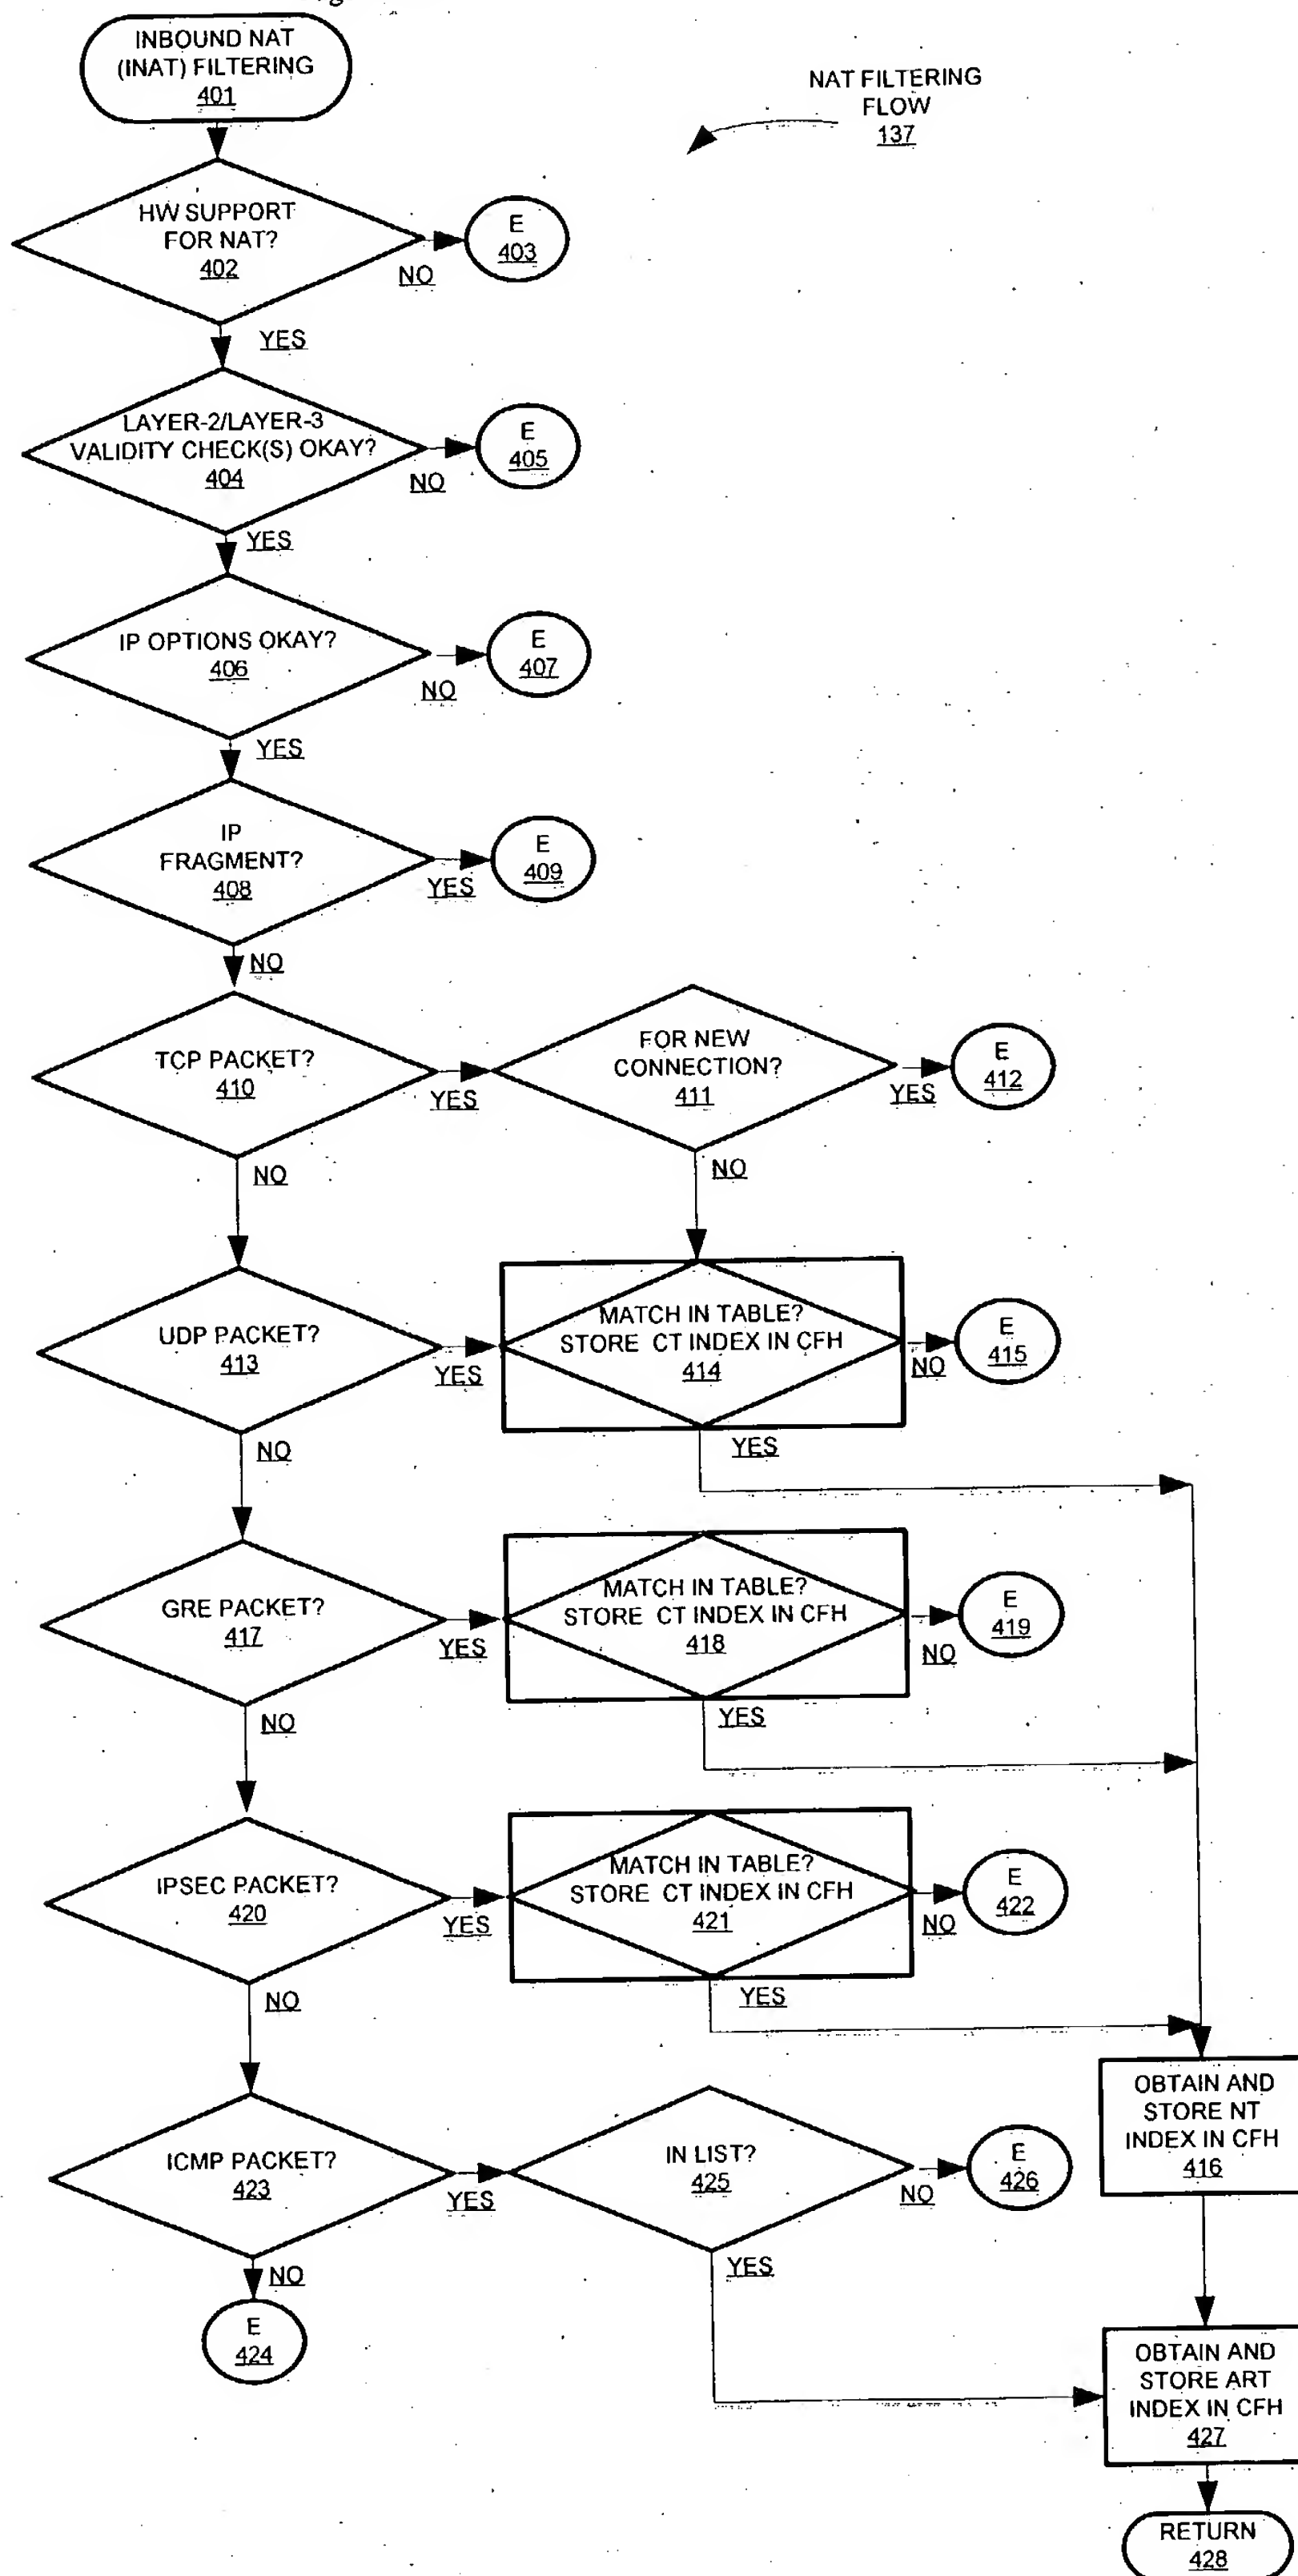 INBOUND NAT
(INAT) FILTERING
401
NAT FILTERING
FLOW
137
HW SUPPORT
FOR NAT?
402
NO
E
403
YES
LAYER-2/LAYER-3
VALIDITY CHECK(S) OKAY?
404
NO
E
405
YES
IP OPTIONS OKAY?
406
NO
E
407
YES
IP
FRAGMENT?
408
YES
E
409
NO
TCP PACKET?
410
YES
FOR NEW
CONNECTION?
411
YES
E
412
NO
NO
UDP PACKET?
413
YES
MATCH IN TABLE?
STORE CT INDEX IN CFH
414
NO
E
415
YES
NO
GRE PACKET?
417
YES
MATCH IN TABLE?
STORE CT INDEX IN CFH
418
NO
E
419
YES
NO
IPSEC PACKET?
420
YES
MATCH IN TABLE?
STORE CT INDEX IN CFH
421
NO
E
422
YES
NO
OBTAIN AND
STORE NT
INDEX IN CFH
416
ICMP PACKET?
423
YES
IN LIST?
425
NO
E
426
YES
NO
E
424
OBTAIN AND
STORE ART
INDEX IN CFH
427
RETURN
428